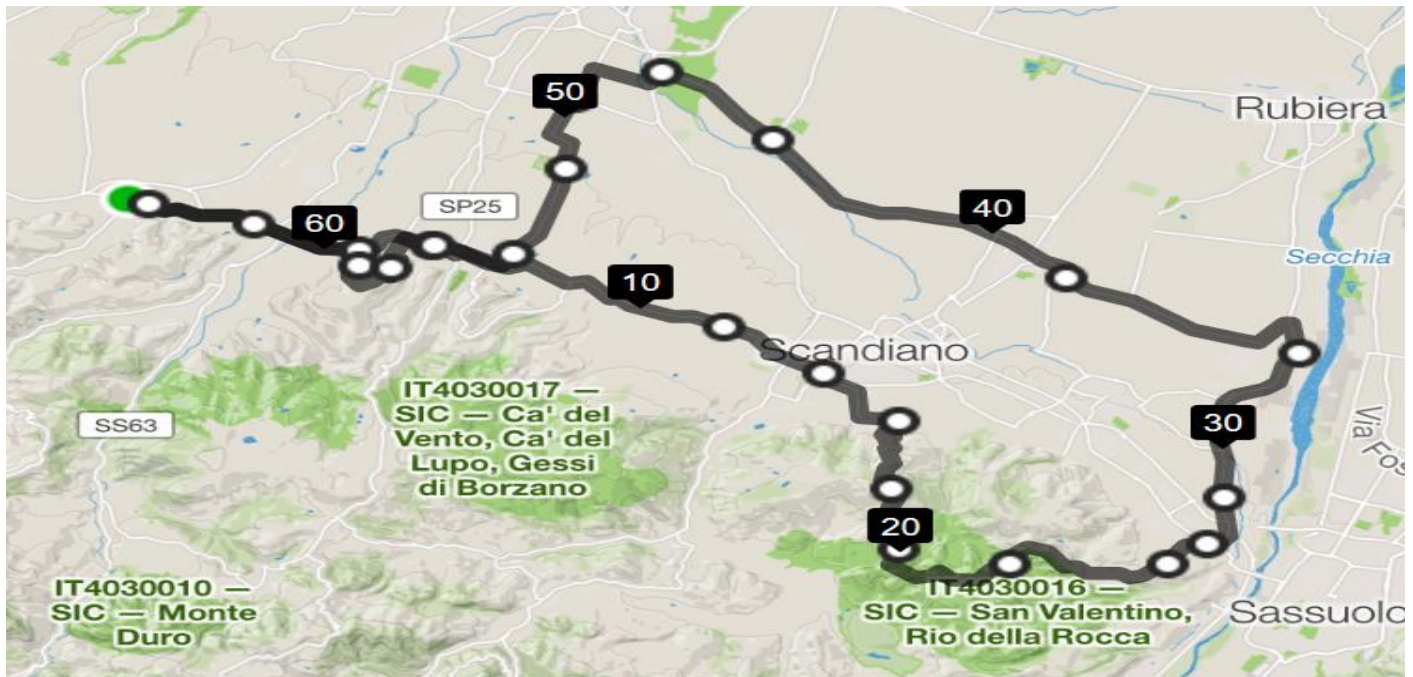 50
Rubiera
SP25
60
40
Secchia
10
Scandiano
IT4030017 —
SIC — Ca' del
Vento, Ca' del
Lupo, Gessi
di Borzano
SS63
30
Via Fos
20
IT4030010 —
SIC — Monte
Duro
IT4030016 —
SIC — San Valentino,
Rio della Rocca
Sassuolo